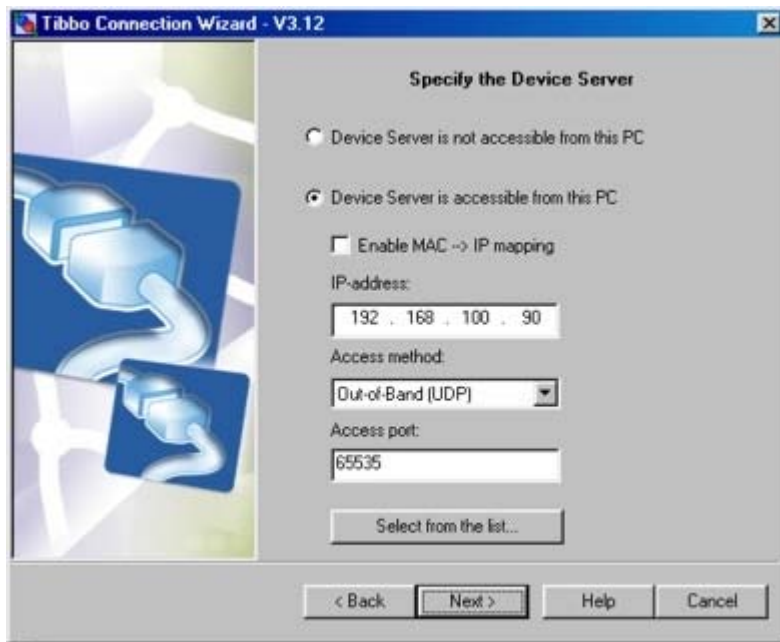 Tibbo Connection Wizard - V3.12
Specify the Device Server
Device Server is not accessible from this PC
Device Server is accessible from this PC
Enable MAC --> IP mapping
IP-address:
192 . 168 . 100 . 90
Access method:
Out-of-Band (UDP)
Access port:
65535
Select from the list...
< Back Next > Help Cancel